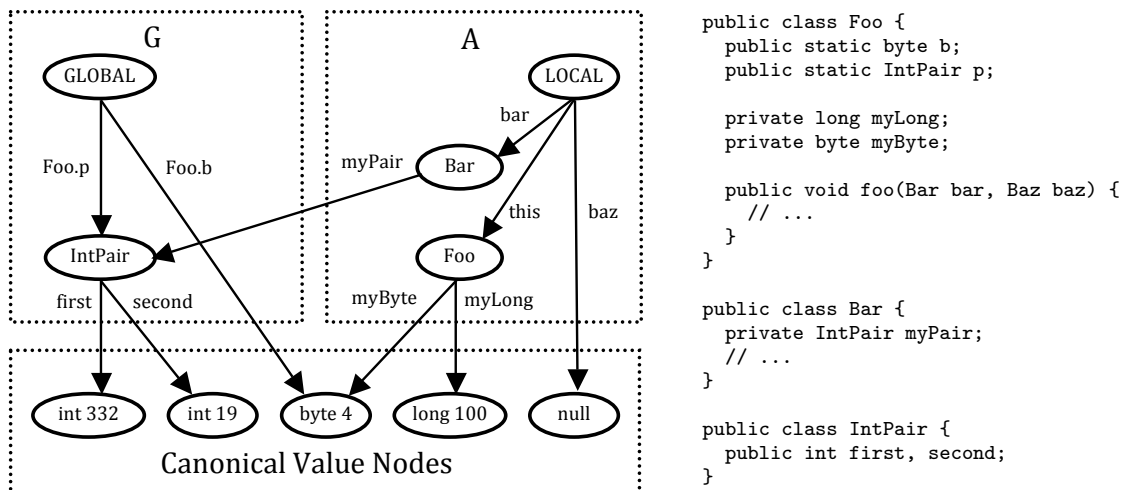 G
A
GLOBAL
LOCAL
bar
Foo.p
Foo.b
myPair
Bar
this
baz
IntPair
Foo
first
second
myByte
myLong
int 332
int 19
byte 4
long 100
null
Canonical Value Nodes
public class Foo {
public static byte b;
public static IntPair p;
private long myLong;
private byte myByte;
public void foo(Bar bar, Baz baz) {
// ...
}
}
public class Bar {
private IntPair myPair;
// ...
}
public class IntPair {
public int first, second;
}